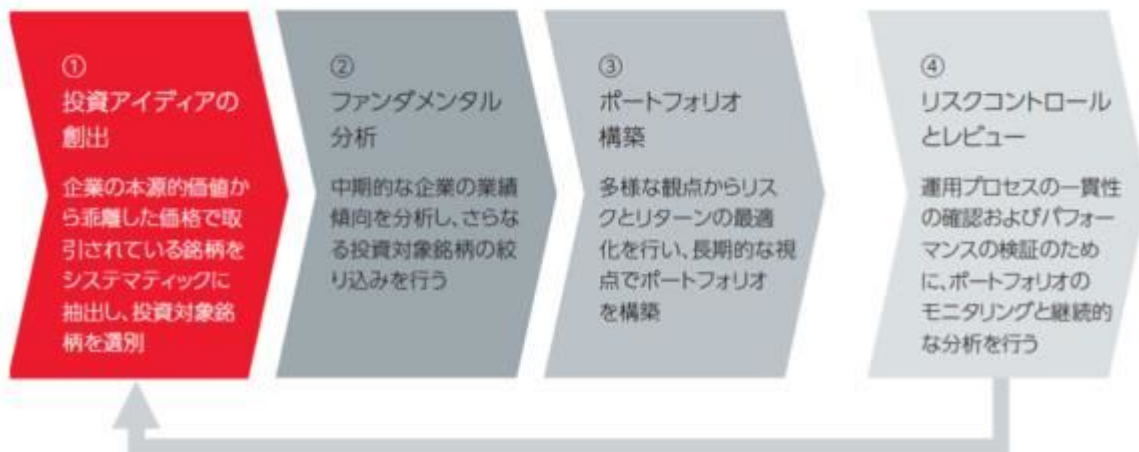 ①
投資アイディアの
創出
企業の本源的価値か
ら乖離した価格で取
引されている銘柄を
システマティックに
抽出し、投資対象銘
柄を選別
②
ファンダメンタル
分析
中期的な企業の業績
傾向を分析し、さらな
る投資対象銘柄の絞
り込みを行う
③
ポートフォリオ
構築
多様な観点からリス
クとリターンの最適
化を行い、長期的な視
点でポートフォリオ
を構築
④
リスクコントロール
とレビュー
運用プロセスの一貫性
の確認およびパフォー
マンスの検証のため
に、ポートフォリオの
モニタリングと継続的
な分析を行う